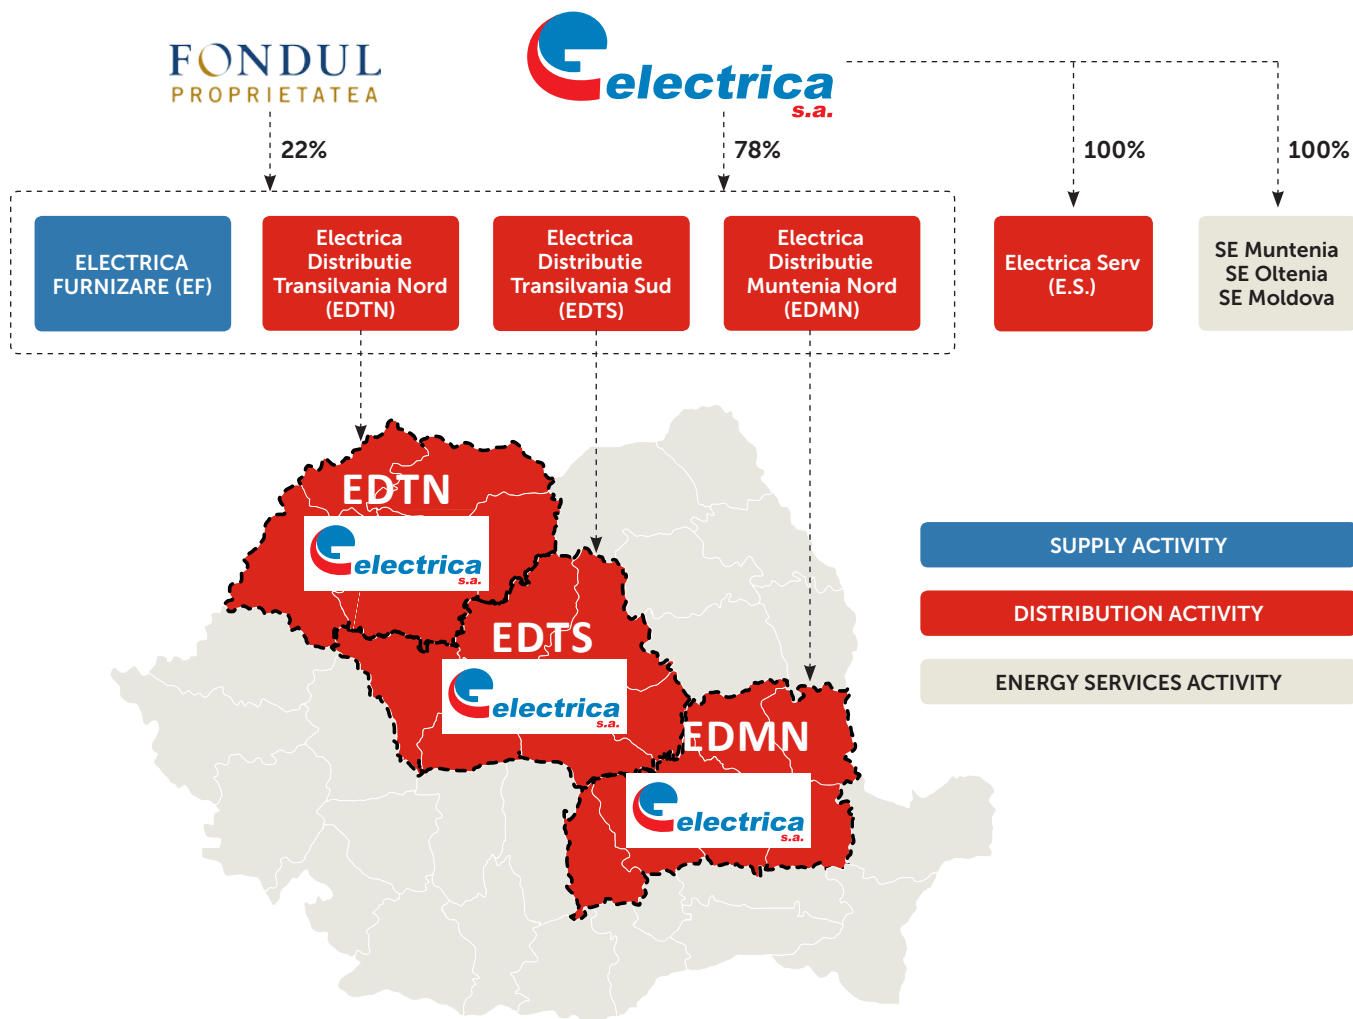 FONDUL
PROPRIETATEA
electrica
s.a.
22%
78%
100%
100%
ELECTRICA
FURNIZARE (EF)
Electrica
Distributie
Transilvania Nord
(EDTN)
Electrica
Distributie
Transilvania Sud
(EDTS)
Electrica
Distributie
Muntenia Nord
(EDMN)
Electrica Serv
(E.S.)
SE Muntenia
SE Oltenia
SE Moldova
EDTN
electrica
s.a.
EDTS
electrica
s.a.
EDMN
electrica
s.a.
SUPPLY ACTIVITY
DISTRIBUTION ACTIVITY
ENERGY SERVICES ACTIVITY